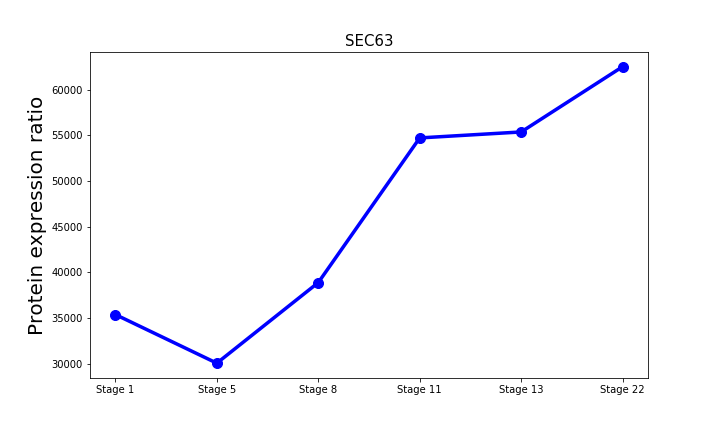 SEC63
Protein expression ratio
60000
55000
50000
45000
40000
35000
30000
Stage 1 Stage 5 Stage 8 Stage 11 Stage 13 Stage 22